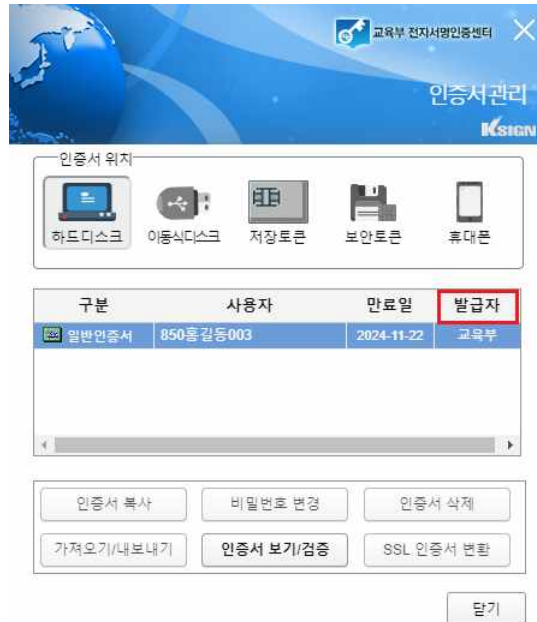 교육부 전자서명인증센터
인증서관리
KSIGN
인증서 위치
하드디스크 이동식디스크 저장토큰 보안토큰 휴대폰
구분 사용자 만료일 발급자
일반인증서 850홍길동003 2024-11-22 교육부
인증서 복사 비밀번호 변경 인증서 삭제
가져오기/내보내기 인증서 보기/검증 SSL 인증서 변환
닫기